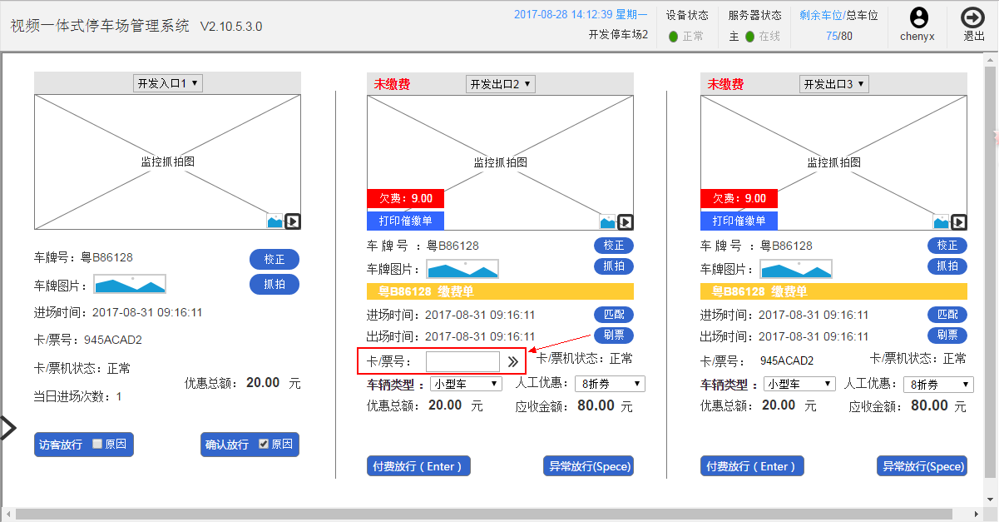 视频一体式停车场管理系统 V2.10.5.3.0
2017-08-28 14:12:39 星期一
开发停车场2
设备状态
正常
服务器状态
主 在线
剩余车位/总车位
75/80
chenyx
退出
开发入口1
监控抓拍图
车牌号：粤B86128
校正
车牌图片：
抓拍
进场时间：2017-08-31 09:16:11
卡/票号：945ACAD2
卡/票机状态：正常
优惠总额：20.00 元
当日进场次数：1
访客放行 原因
确认放行 原因
未缴费
开发出口2
监控抓拍图
欠费：9.00
打印催缴单
车 牌 号 ：粤B86128
校正
车牌图片：
抓拍
粤B86128 缴费单
进场时间：2017-08-31 09:16:11
匹配
出场时间：2017-08-31 09:16:11
刷票
卡/票号：
卡/票机状态：正常
车辆类型：小型车
人工优惠：8折券
优惠总额：20.00 元
应收金额：80.00 元
付费放行（Enter）
异常放行(Spece)
未缴费
开发出口3
监控抓拍图
欠费：9.00
打印催缴单
车 牌 号 ：粤B86128
校正
车牌图片：
抓拍
粤B86128 缴费单
进场时间：2017-08-31 09:16:11
匹配
出场时间：2017-08-31 09:16:11
刷票
卡/票号：945ACAD2
卡/票机状态：正常
车辆类型：小型车
人工优惠：8折券
优惠总额：20.00 元
应收金额：80.00 元
付费放行（Enter）
异常放行(Spece)